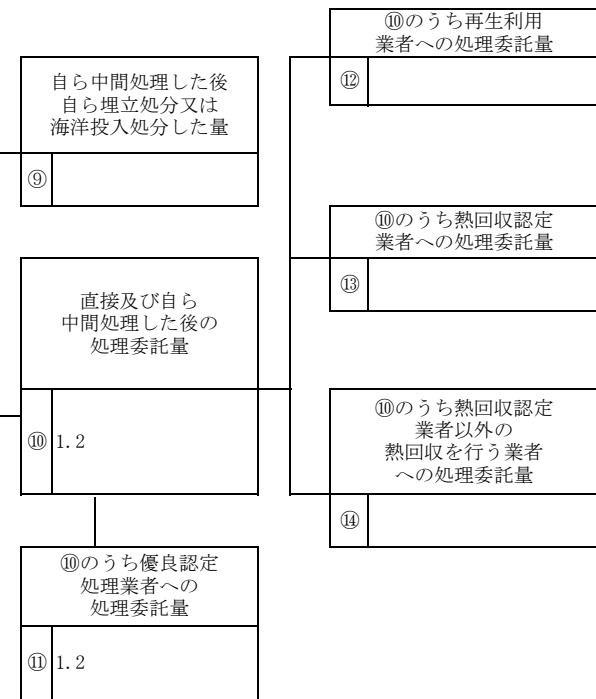 自ら中間処理した後
自ら埋立処分又は
海洋投入処分した量
⑨
直接及び自ら
中間処理した後の
処理委託量
⑩ 1.2
⑩のうち優良認定
処理業者への
処理委託量
⑪ 1.2
⑩のうち再生利用
業者への処理委託量
⑫
⑩のうち熱回収認定
業者への処理委託量
⑬
⑩のうち熱回収認定
業者以外の
熱回収を行う業者
への処理委託量
⑭